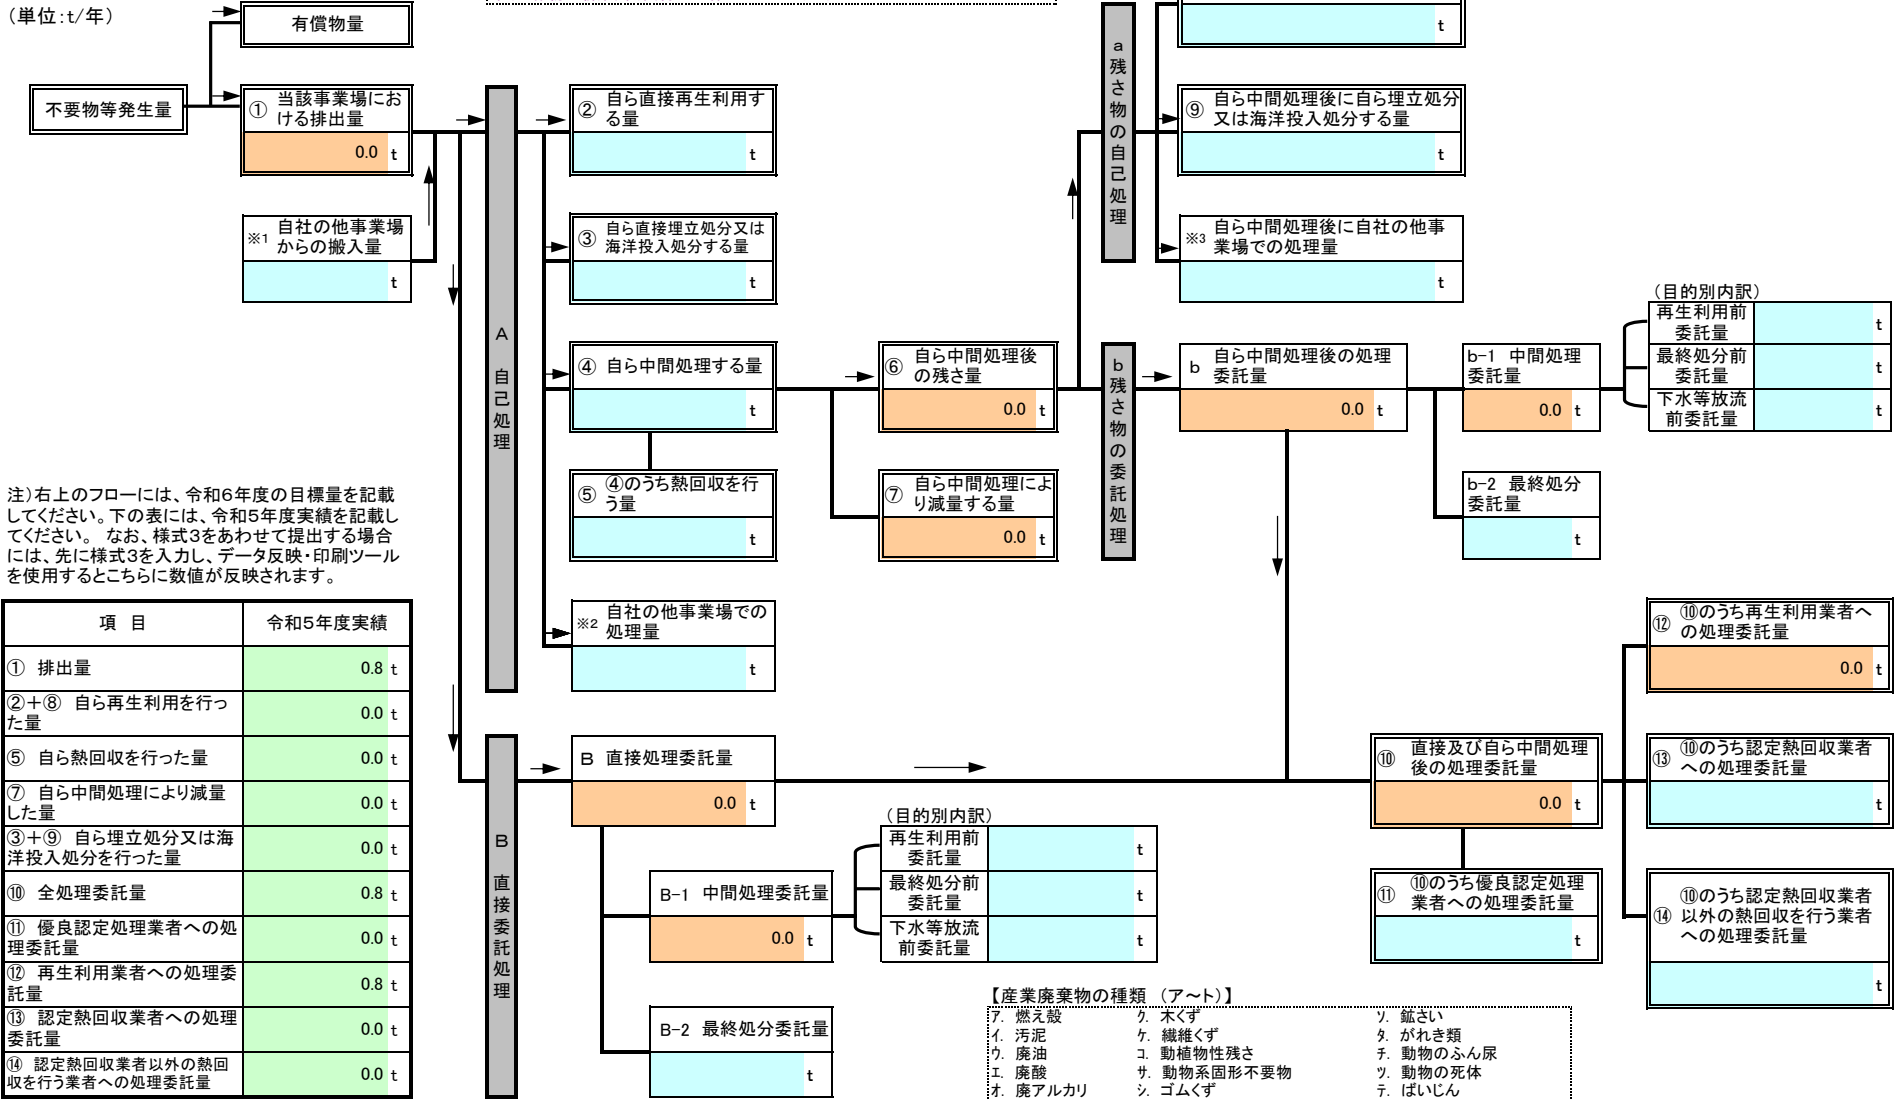 （単位：t/年）
有償物量
t
不要物等発生量
① 当該事業場にお
ける排出量
0.0 t
※1 自社の他事業場
からの搬入量
t
A 自己処理
② 自ら直接再生利用す
る量
t
③ 自ら直接埋立処分又は
海洋投入処分する量
t
④ 自ら中間処理する量
t
⑤ ④のうち熱回収を行
う量
t
※2 自社の他事業場での
処理量
t
⑥ 自ら中間処理後
の残さ量
0.0 t
⑦ 自ら中間処理によ
り減量する量
0.0 t
a 残さ物の自己処理
⑨ 自ら中間処理後に自ら埋立処分
又は海洋投入処分する量
t
※3 自ら中間処理後に自社の他事
業場での処理量
t
b 残さ物の委託処理
b 自ら中間処理後の処理
委託量
0.0 t
b-1 中間処理
委託量
0.0 t
b-2 最終処分
委託量
t
（目的別内訳）
再生利用前
委託量
t
最終処分前
委託量
t
下水等放流
前委託量
t
注）右上のフローには、令和6年度の目標量を記載
してください。下の表には、令和5年度実績を記載し
てください。 なお、様式3をあわせて提出する場合
には、先に様式3を入力し、データ反映・印刷ツール
を使用するとこちらに数値が反映されます。
項 目 令和5年度実績
① 排出量 0.8 t
②＋⑧ 自ら再生利用を行っ
た量 0.0 t
⑤ 自ら熱回収を行った量 0.0 t
⑦ 自ら中間処理により減量
した量 0.0 t
③＋⑨ 自ら埋立処分又は海
洋投入処分を行った量 0.0 t
⑩ 全処理委託量 0.8 t
⑪ 優良認定処理業者への処
理委託量 0.0 t
⑫ 再生利用業者への処理委
託量 0.8 t
⑬ 認定熱回収業者への処理
委託量 0.0 t
⑭ 認定熱回収業者以外の熱回
収を行う業者への処理委託量 0.0 t
B 直接委託処理
B 直接処理委託量
0.0 t
B-1 中間処理委託量
0.0 t
B-2 最終処分委託量
t
（目的別内訳）
再生利用前
委託量
t
最終処分前
委託量
t
下水等放流
前委託量
t
⑩ 直接及び自ら中間処理
後の処理委託量
0.0 t
⑪ ⑩のうち優良認定処理
業者への処理委託量
t
⑫ ⑩のうち再生利用業者へ
の処理委託量
0.0 t
⑬ ⑩のうち認定熱回収業者
への処理委託量
t
⑭ ⑩のうち認定熱回収業者
以外の熱回収を行う業者
への処理委託量
t
【産業廃棄物の種類 （ア～ト）】
ア. 燃え殻 ク. 木くず ソ. 鉱さい
イ. 汚泥 ケ. 繊維くず タ. がれき類
ウ. 廃油 コ. 動植物性残さ チ. 動物のふん尿
エ. 廃酸 サ. 動物系固形不要物 ツ. 動物の死体
オ. 廃アルカリ シ. ゴムくず テ. ばいじん